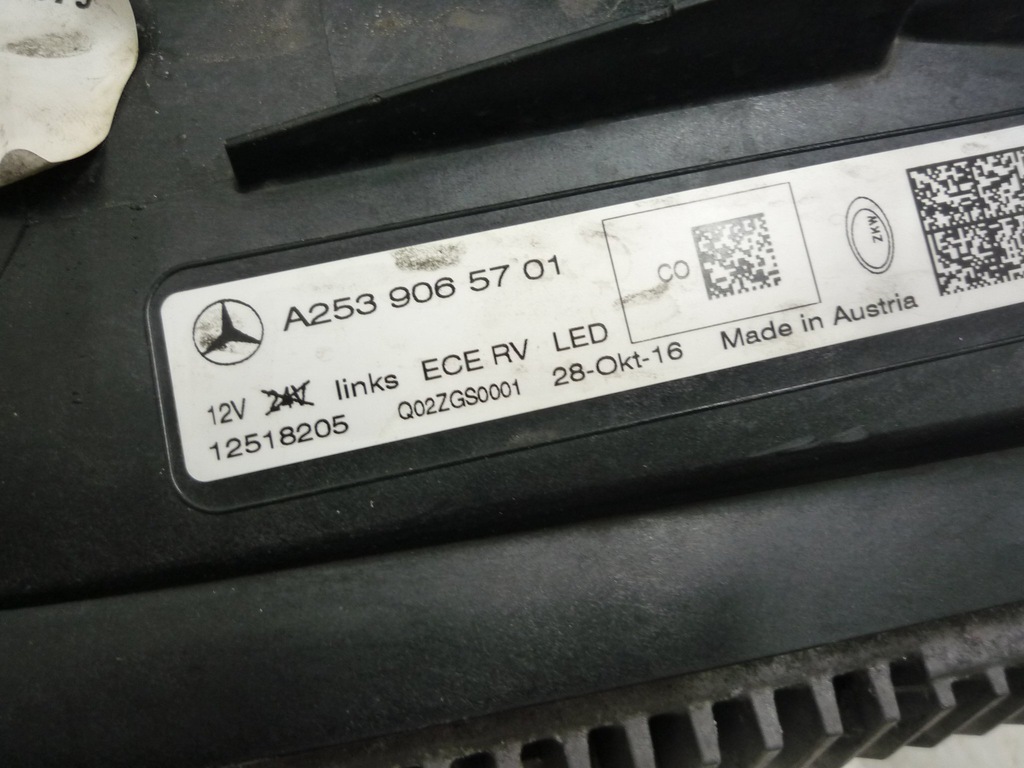 A253 906 57 01
CO
ZKW
12V 24V links ECE RV LED
12518205 Q02ZGS0001 28-Okt-16 Made in Austria